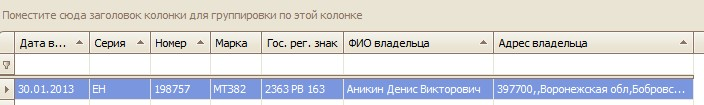 Поместите сюда заголовок колонки для группировки по этой колонке
Дата в... Серия Номер Марка Гос. рег. знак ФИО владельца Адрес владельца
30.01.2013 ЕН 198757 МТ382 2363 РВ 163 Аникин Денис Викторович 397700,,Воронежская обл,Бобровс...